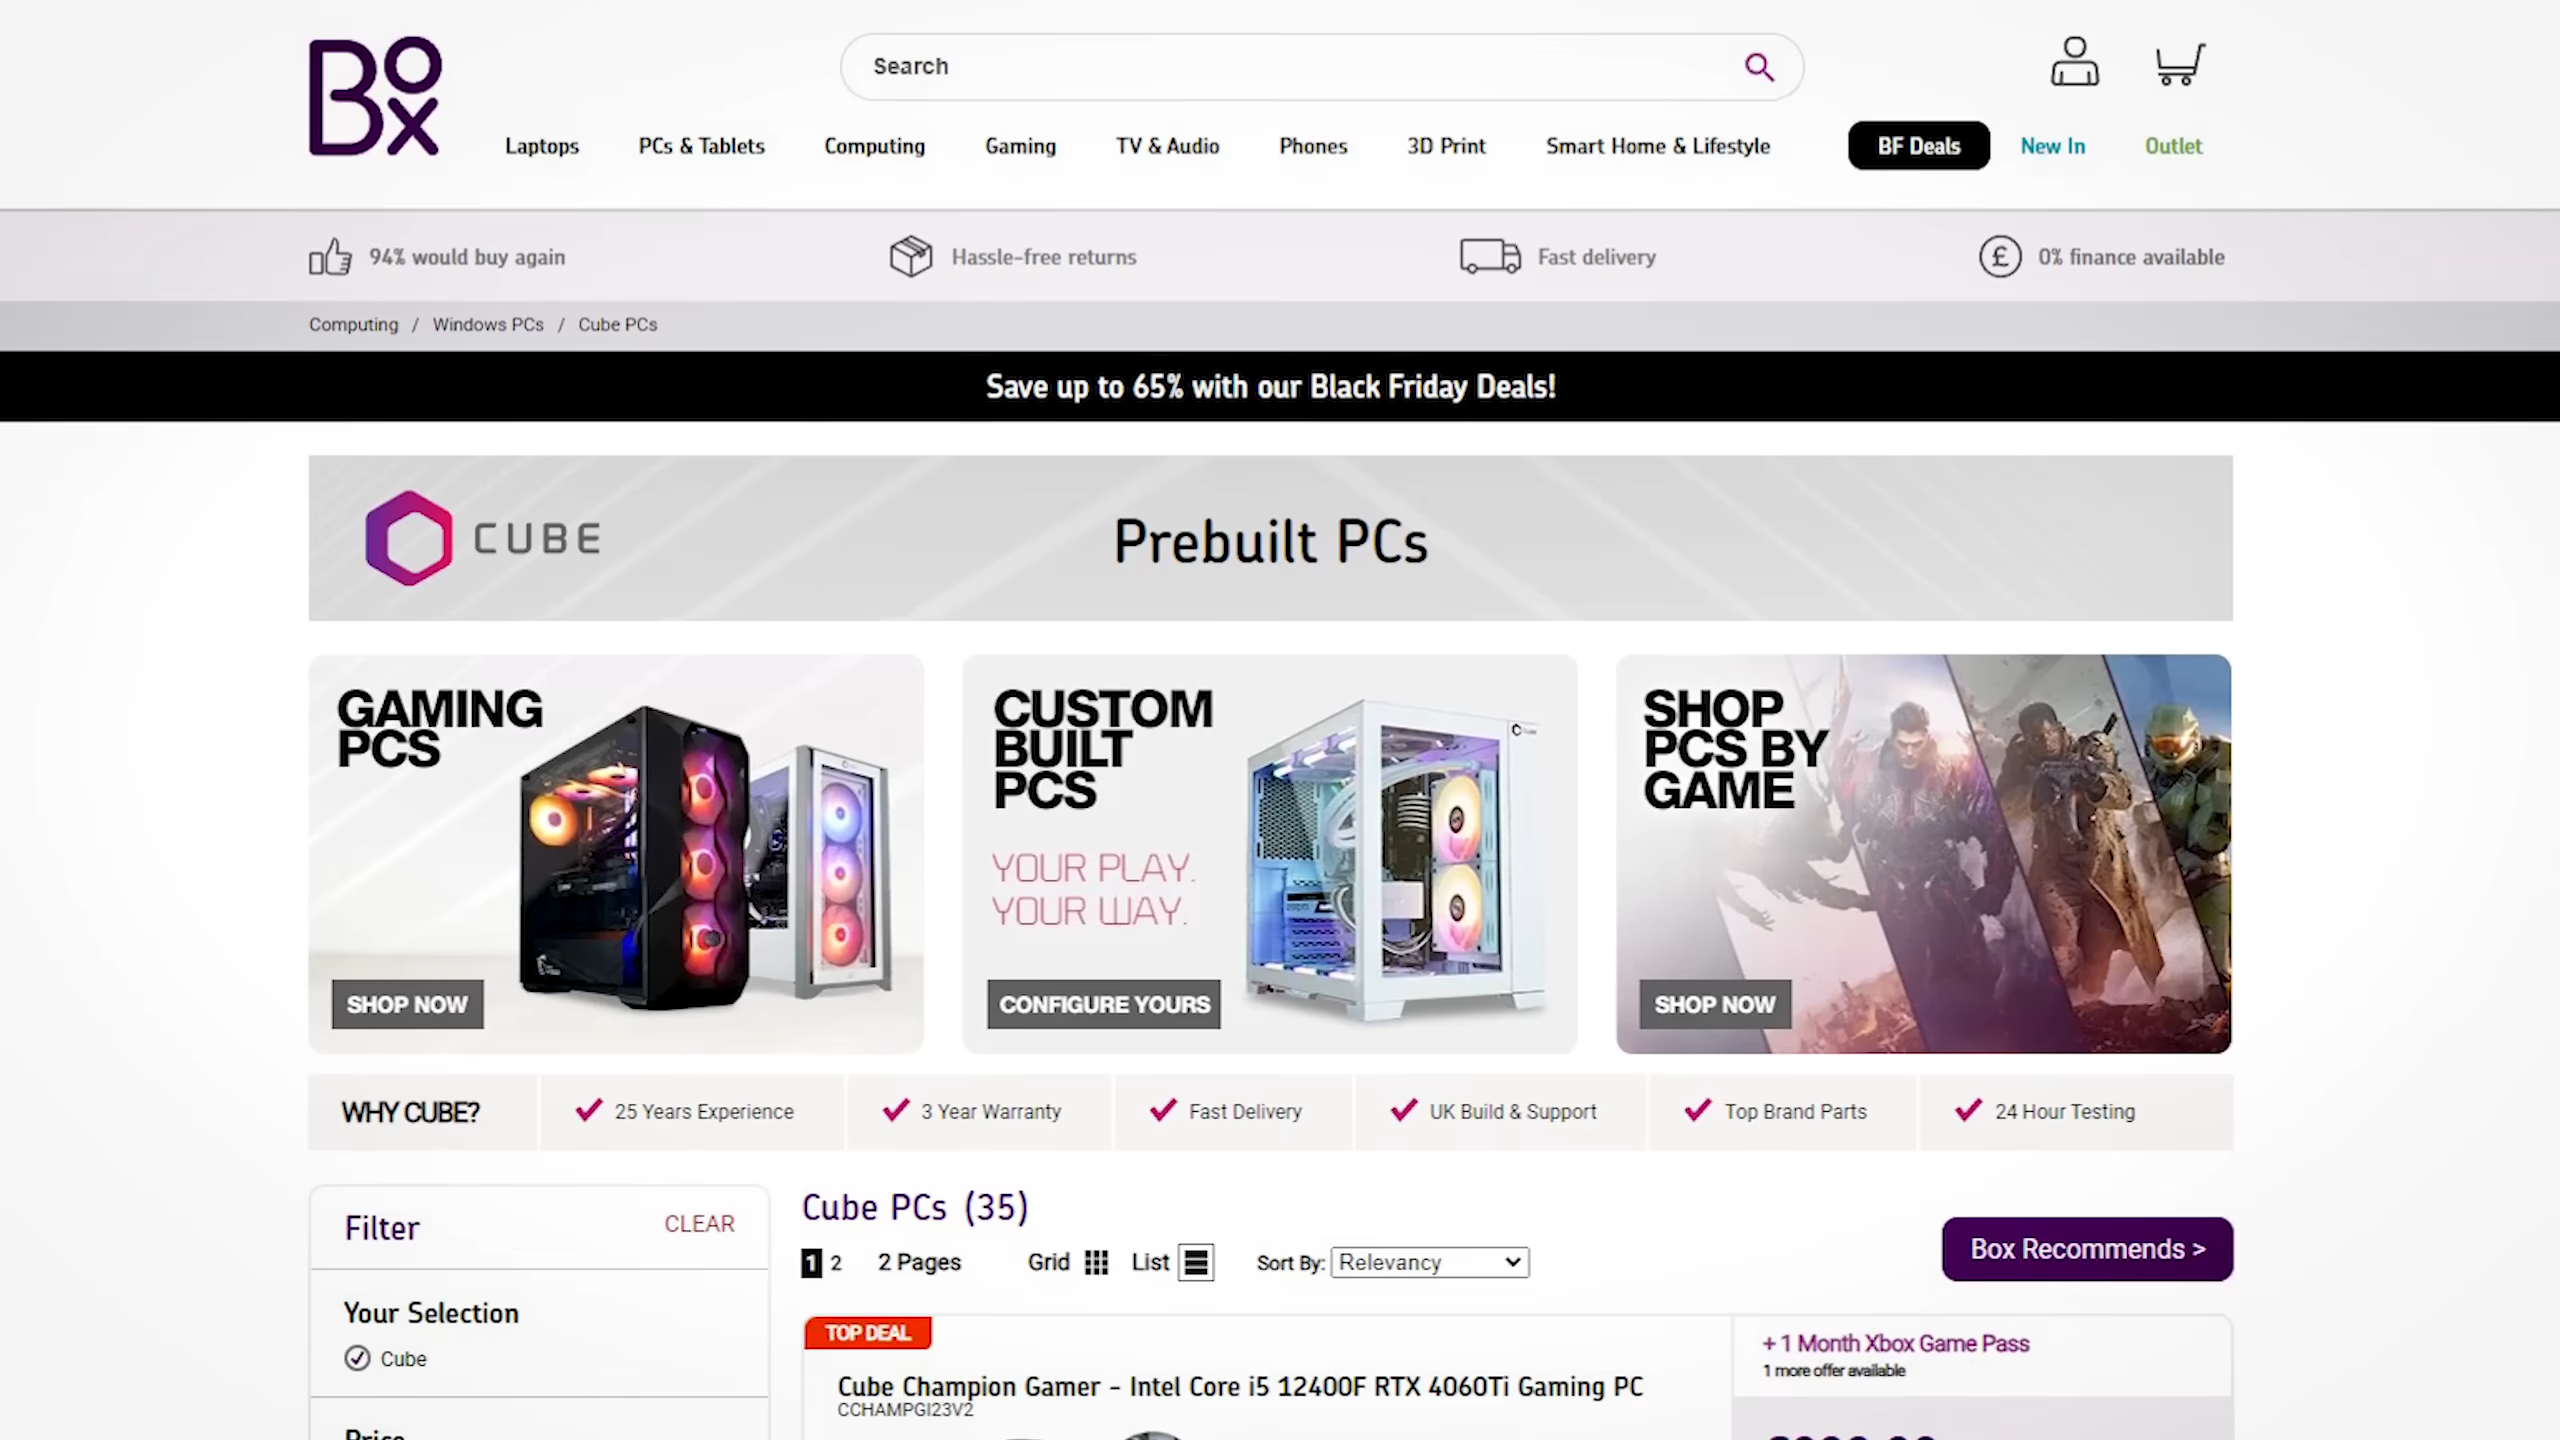 BOX
Search
Laptops
PCs & Tablets
Computing
Gaming
TV & Audio
Phones
3D Print
Smart Home & Lifestyle
BF Deals
New In
Outlet
94% would buy again
Hassle-free returns
Fast delivery
0% finance available
Computing / Windows PCs / Cube PCs
Save up to 65% with our Black Friday Deals!
CUBE
Prebuilt PCs
GAMING
PCS
SHOP NOW
CUSTOM
BUILT
PCS
YOUR PLAY.
YOUR WAY.
CONFIGURE YOURS
SHOP
PCS BY
GAME
SHOP NOW
WHY CUBE?
25 Years Experience
3 Year Warranty
Fast Delivery
UK Build & Support
Top Brand Parts
24 Hour Testing
Filter
CLEAR
Your Selection
Cube
Price
Cube PCs (35)
1 2 2 Pages
Grid
List
Sort By: Relevancy
Box Recommends >
TOP DEAL
Cube Champion Gamer - Intel Core i5 12400F RTX 4060Ti Gaming PC
CCHAMPGI23V2
+ 1 Month Xbox Game Pass
1 more offer available